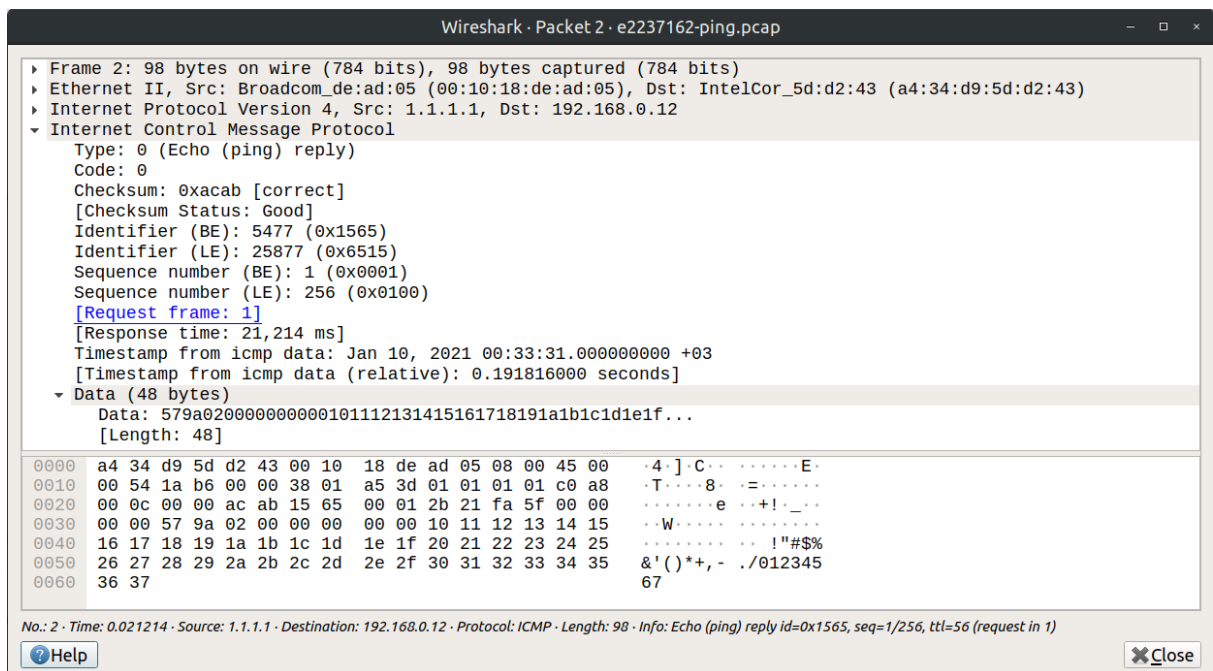 Wireshark · Packet 2 · e2237162-ping.pcap
Frame 2: 98 bytes on wire (784 bits), 98 bytes captured (784 bits)
Ethernet II, Src: Broadcom_de:ad:05 (00:10:18:de:ad:05), Dst: IntelCor_5d:d2:43 (a4:34:d9:5d:d2:43)
Internet Protocol Version 4, Src: 1.1.1.1, Dst: 192.168.0.12
Internet Control Message Protocol
Type: 0 (Echo (ping) reply)
Code: 0
Checksum: 0xacab [correct]
[Checksum Status: Good]
Identifier (BE): 5477 (0x1565)
Identifier (LE): 25877 (0x6515)
Sequence number (BE): 1 (0x0001)
Sequence number (LE): 256 (0x0100)
[Request frame: 1]
[Response time: 21,214 ms]
Timestamp from icmp data: Jan 10, 2021 00:33:31.000000000 +03
[Timestamp from icmp data (relative): 0.191816000 seconds]
Data (48 bytes)
Data: 579a020000000000101112131415161718191a1b1c1d1e1f...
[Length: 48]
0000 a4 34 d9 5d d2 43 00 10 18 de ad 05 08 00 45 00 ·4·]·C·· ······E·
0010 00 54 1a b6 00 00 38 01 a5 3d 01 01 01 01 c0 a8 ·T····8· ·=······
0020 00 0c 00 00 ac ab 15 65 00 01 2b 21 fa 5f 00 00 ·······e ··+!·_··
0030 00 00 57 9a 02 00 00 00 00 00 10 11 12 13 14 15 ··W····· ········
0040 16 17 18 19 1a 1b 1c 1d 1e 1f 20 21 22 23 24 25 ········ ·· !"#$%
0050 26 27 28 29 2a 2b 2c 2d 2e 2f 30 31 32 33 34 35 &'()*+,- ./012345
0060 36 37 67
No.: 2 · Time: 0.021214 · Source: 1.1.1.1 · Destination: 192.168.0.12 · Protocol: ICMP · Length: 98 · Info: Echo (ping) reply id=0x1565, seq=1/256, ttl=56 (request in 1)
Help Close